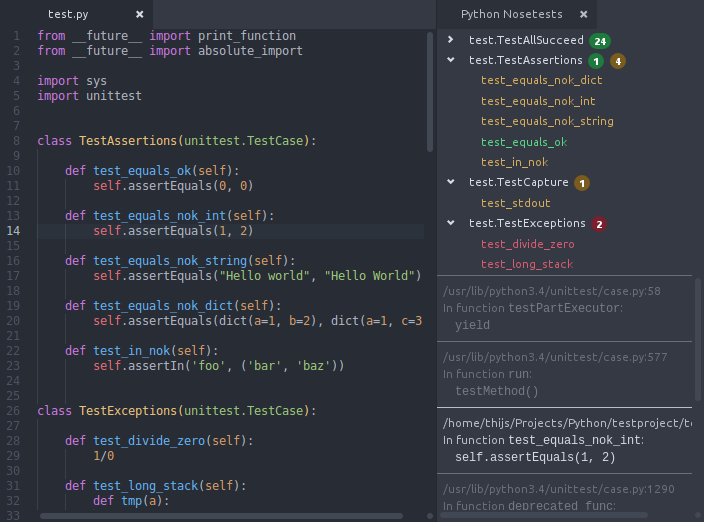 test.py
Python Nosetests
1 from __future__ import print_function
2 from __future__ import absolute_import
3
4 import sys
5 import unittest
6
7
8 class TestAssertions(unittest.TestCase):
9
10 def test_equals_ok(self):
11 self.assertEquals(0, 0)
12
13 def test_equals_nok_int(self):
14 self.assertEquals(1, 2)
15
16 def test_equals_nok_string(self):
17 self.assertEquals("Hello world", "Hello World")
18
19 def test_equals_nok_dict(self):
20 self.assertEquals(dict(a=1, b=2), dict(a=1, c=3
21
22 def test_in_nok(self):
23 self.assertIn('foo', ('bar', 'baz'))
24
25
26 class TestExceptions(unittest.TestCase):
27
28 def test_divide_zero(self):
29 1/0
30
31 def test_long_stack(self):
32 def tmp(a):
33
test.TestAllSucceed 24
test.TestAssertions 1 4
test_equals_nok_dict
test_equals_nok_int
test_equals_nok_string
test_equals_ok
test_in_nok
test.TestCapture 1
test_stdout
test.TestExceptions 2
test_divide_zero
test_long_stack
/usr/lib/python3.4/unittest/case.py:58
In function testPartExecutor:
yield
/usr/lib/python3.4/unittest/case.py:577
In function run:
testMethod()
/home/thijs/Projects/Python/testproject/te
In function test_equals_nok_int:
self.assertEquals(1, 2)
/usr/lib/python3.4/unittest/case.py:1290
In function deprecated_func: